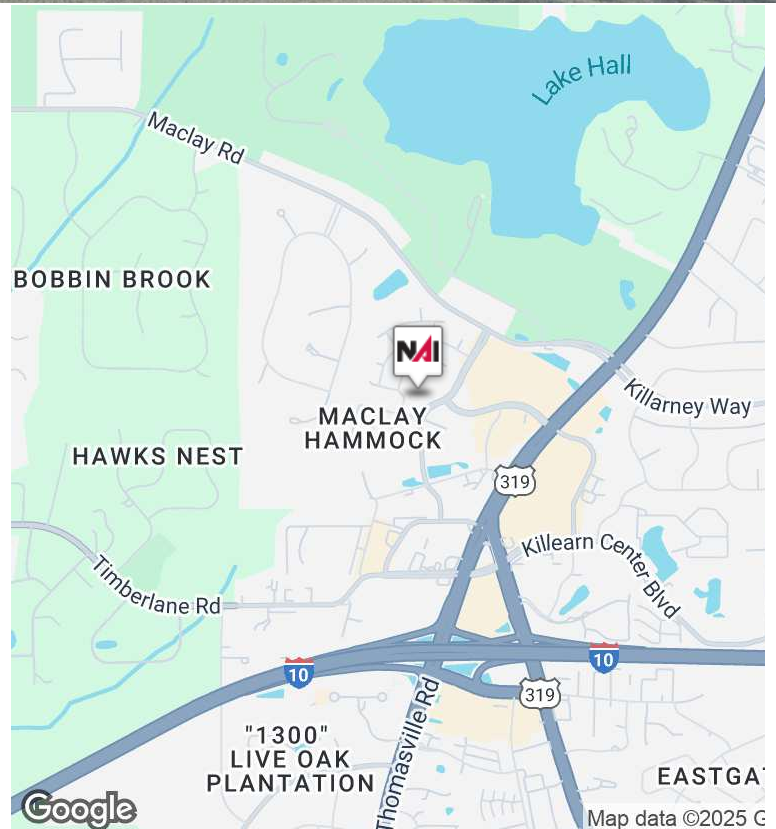 Lake Hall
Maclay Rd
BOBBIN BROOK
NAI
Killarney Way
MACLAY
HAMMOCK
HAWKS NEST
319
Killearn Center Blvd
Timberlane Rd
10
10
319
"1300"
LIVE OAK
PLANTATION
Thomasville Rd
EASTGA
Google
Map data ©2025 G